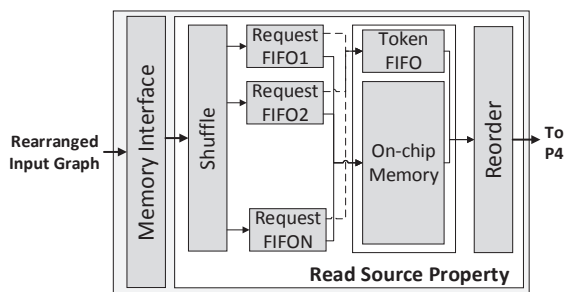 Rearranged
Input Graph
Memory Interface
Shuffle
Request
FIFO1
Request
FIFO2
Request
FIFON
Token
FIFO
On-chip
Memory
Reorder
To
P4
Read Source Property